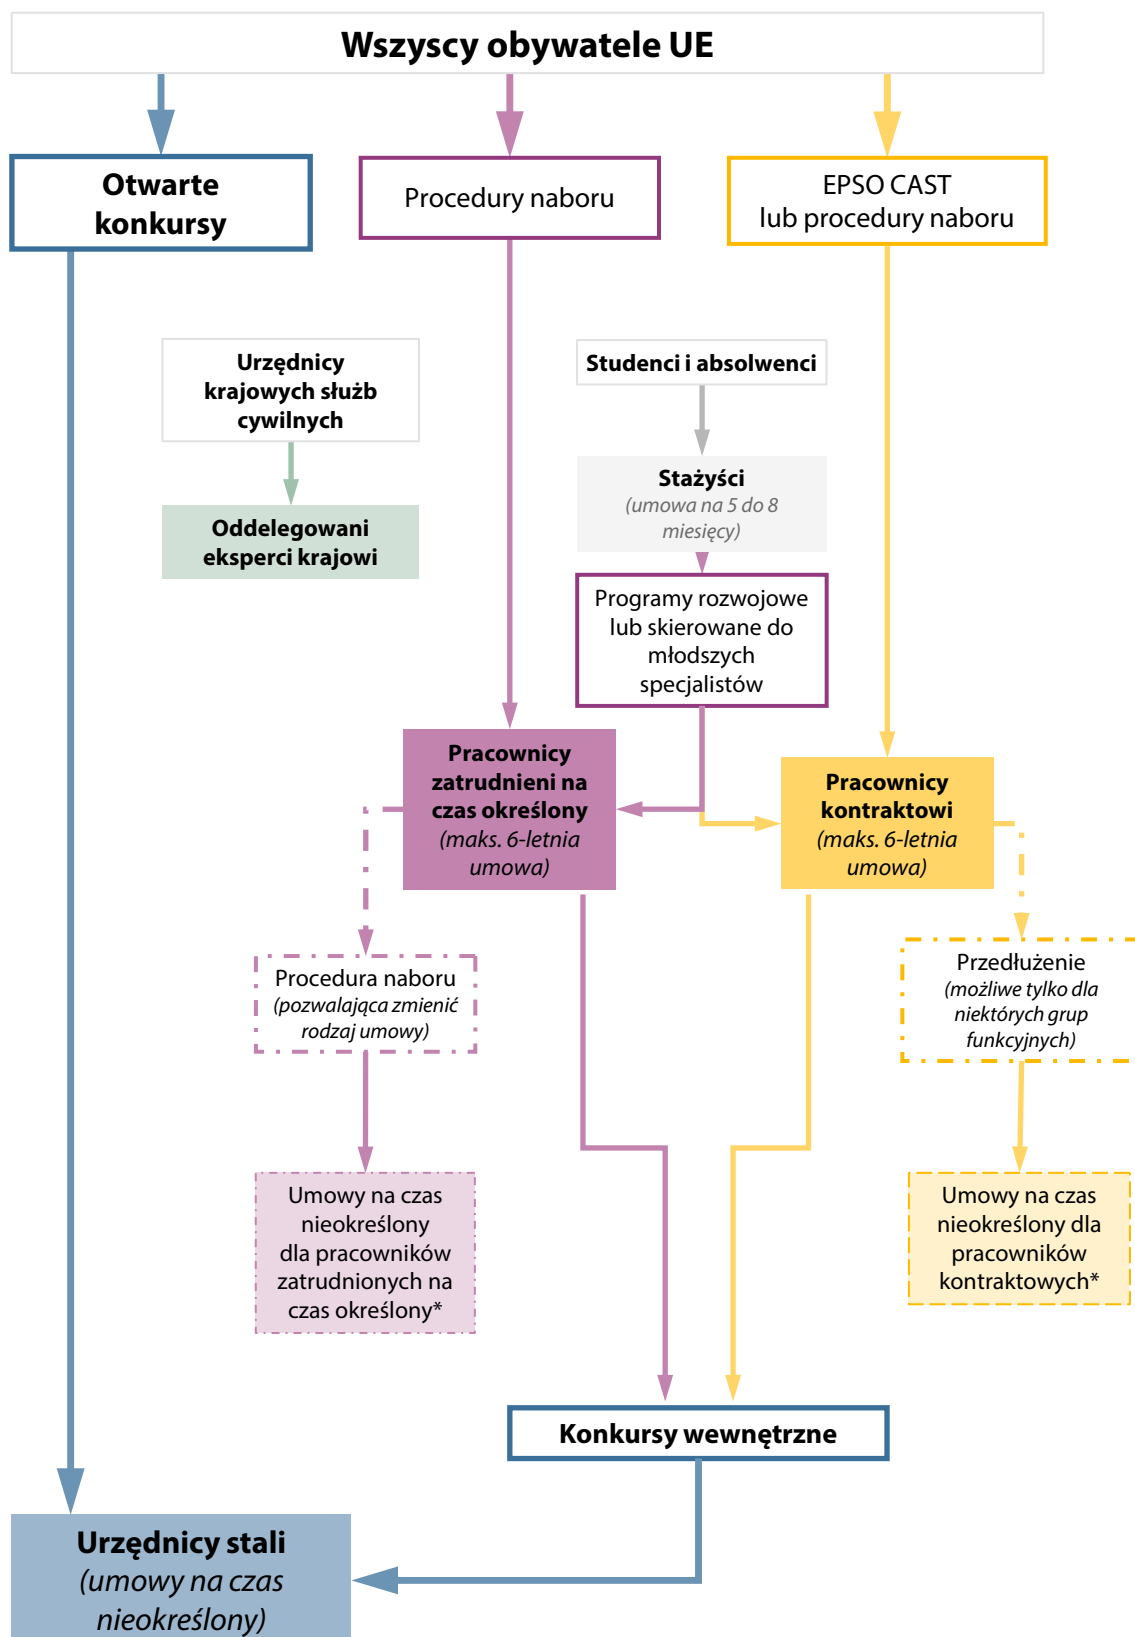 Wszyscy obywatele UE
Otwarte
konkursy
Procedury naboru
EPSO CAST
lub procedury naboru
Urzędnicy
krajowych służb
cywilnych
Studenci i absolwenci
Stażyści
(umowa na 5 do 8
miesięcy)
Oddelegowani
eksperci krajowi
Programy rozwojowe
lub skierowane do
młodszych
specjalistów
Pracownicy
zatrudnieni na
czas określony
(maks. 6-letnia
umowa)
Pracownicy
kontraktowi
(maks. 6-letnia
umowa)
Procedura naboru
(pozwalająca zmienić
rodzaj umowy)
Przedłużenie
(możliwe tylko dla
niektórych grup
funkcyjnych)
Umowy na czas
nieokreślony
dla pracowników
zatrudnionych na
czas określony*
Umowy na czas
nieokreślony dla
pracowników
kontraktowych*
Konkursy wewnętrzne
Urzędnicy stali
(umowy na czas
nieokreślony)